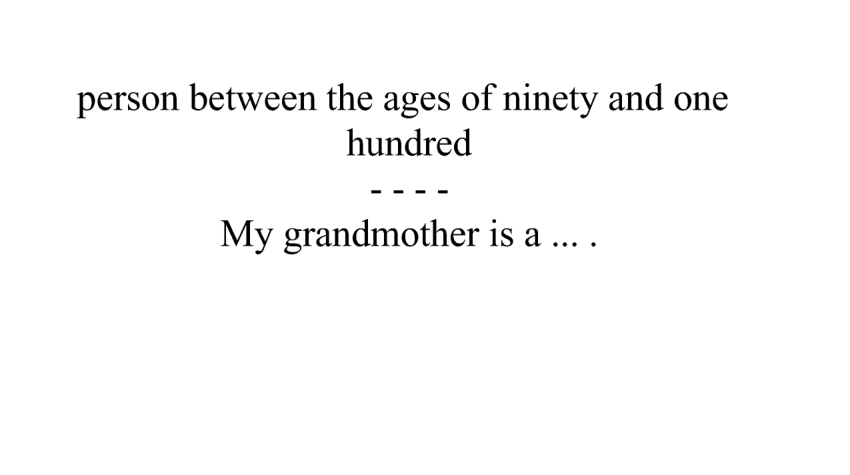 person between the ages of ninety and one
hundred
- - - -
My grandmother is a ... .